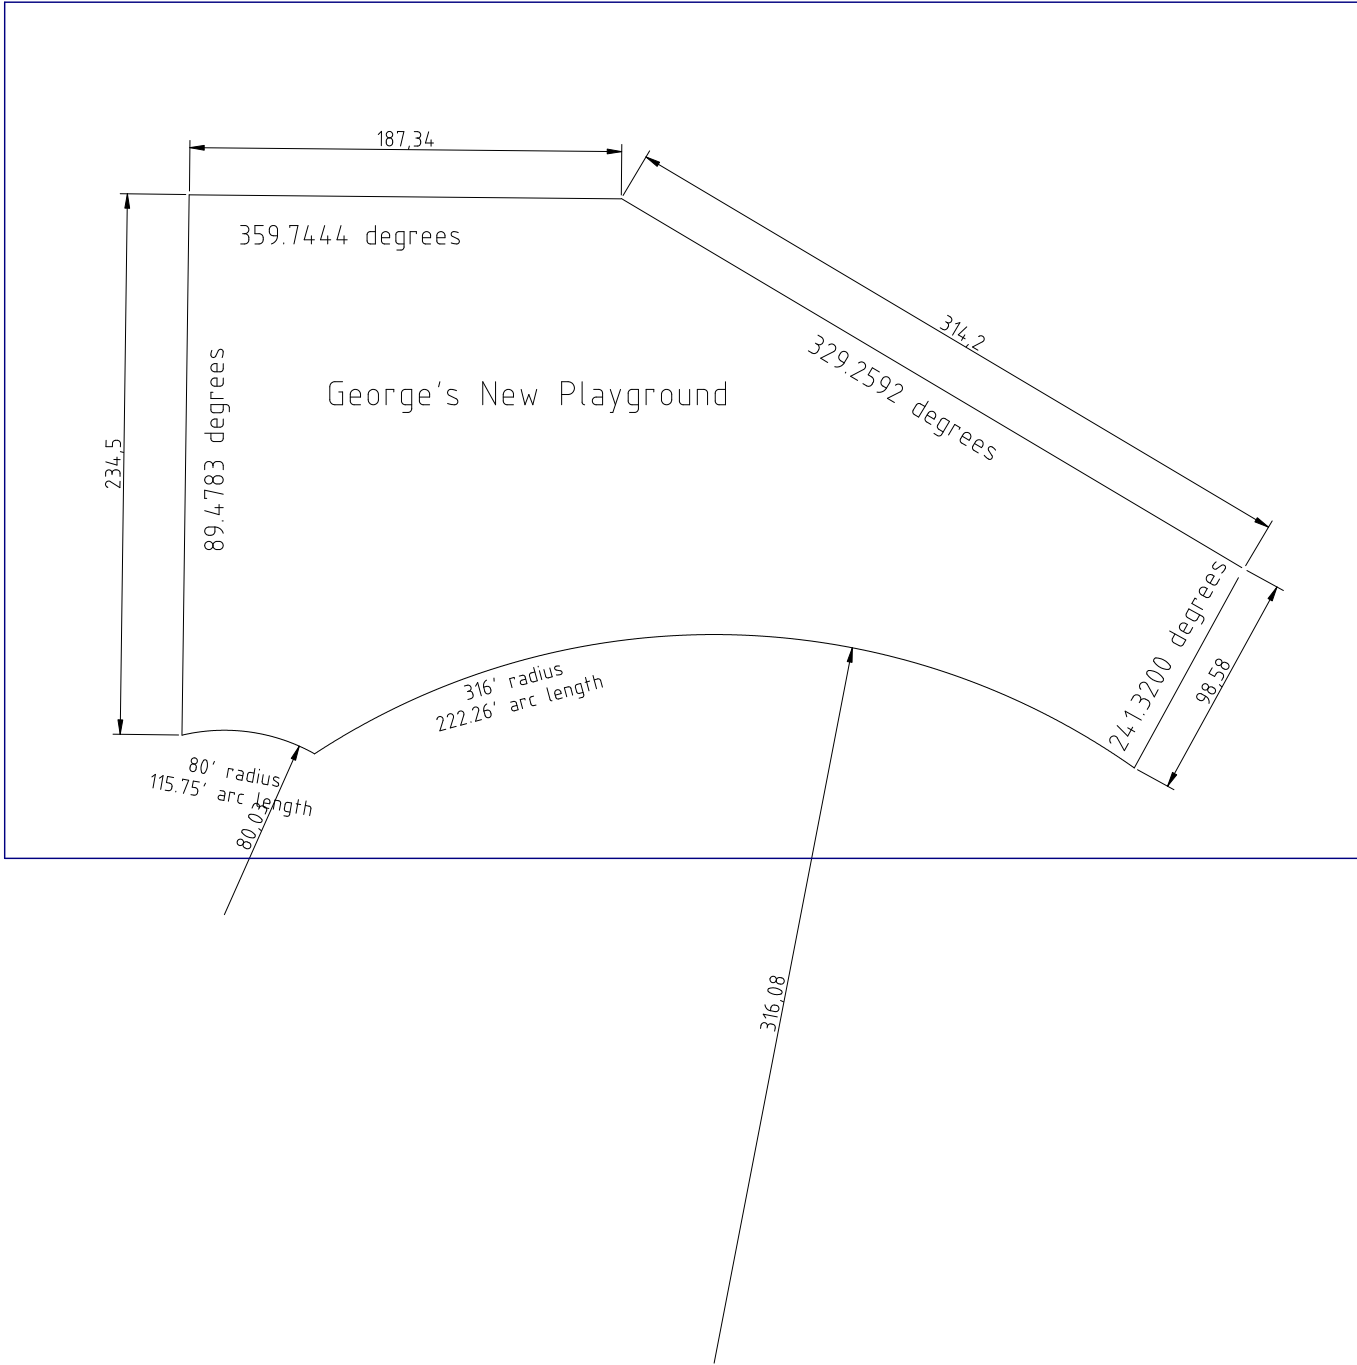 187,34
359.7444 degrees
314,2
329.2592 degrees
George's New Playground
234,5
89.4783 degrees
241.3200 degrees
98,58
316' radius
222.26' arc length
80' radius
115.75' arc length
80,03
316,08